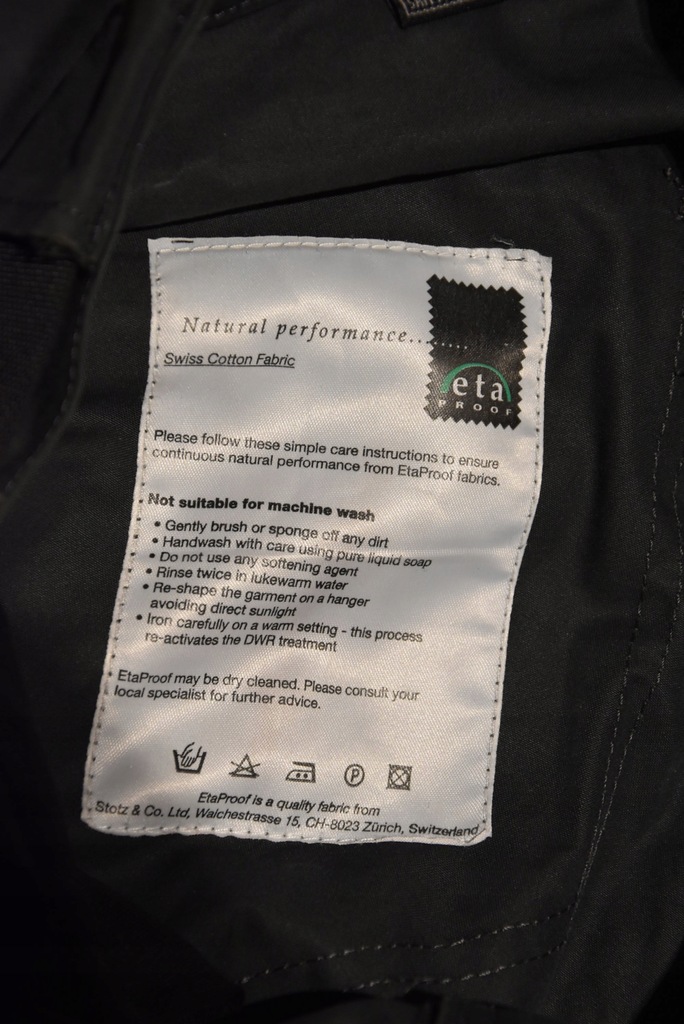 Natural performance.........
Swiss Cotton Fabric
eta
PROOF
Please follow these simple care instructions to ensure
continuous natural performance from EtaProof fabrics.
Not suitable for machine wash
• Gently brush or sponge off any dirt
• Handwash with care using pure liquid soap
• Do not use any softening agent
• Rinse twice in lukewarm water
• Re-shape the garment on a hanger
avoiding direct sunlight
• Iron carefully on a warm setting - this process
re-activates the DWR treatment
EtaProof may be dry cleaned. Please consult your
local specialist for further advice.
P
EtaProof is a quality fabric from
Stotz & Co. Ltd, Walchestrasse 15, CH-8023 Zürich, Switzerland